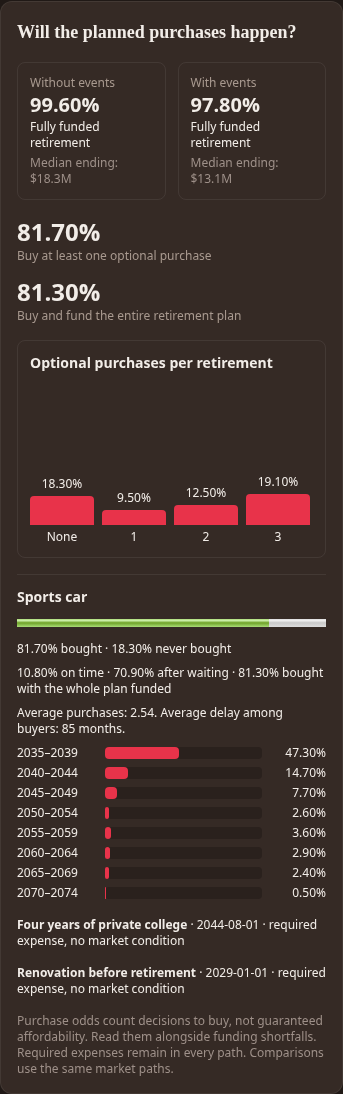 Will the planned purchases happen?
Without events
99.60%
Fully funded
retirement
Median ending:
$18.3M
With events
97.80%
Fully funded
retirement
Median ending:
$13.1M
81.70%
Buy at least one optional purchase
81.30%
Buy and fund the entire retirement plan
Optional purchases per retirement
18.30%
9.50%
12.50%
19.10%
None
1
2
3
Sports car
81.70% bought · 18.30% never bought
10.80% on time · 70.90% after waiting · 81.30% bought
with the whole plan funded
Average purchases: 2.54. Average delay among
buyers: 85 months.
2035–2039 47.30%
2040–2044 14.70%
2045–2049 7.70%
2050–2054 2.60%
2055–2059 3.60%
2060–2064 2.90%
2065–2069 2.40%
2070–2074 0.50%
Four years of private college · 2044-08-01 · required
expense, no market condition
Renovation before retirement · 2029-01-01 · required
expense, no market condition
Purchase odds count decisions to buy, not guaranteed
affordability. Read them alongside funding shortfalls.
Required expenses remain in every path. Comparisons
use the same market paths.